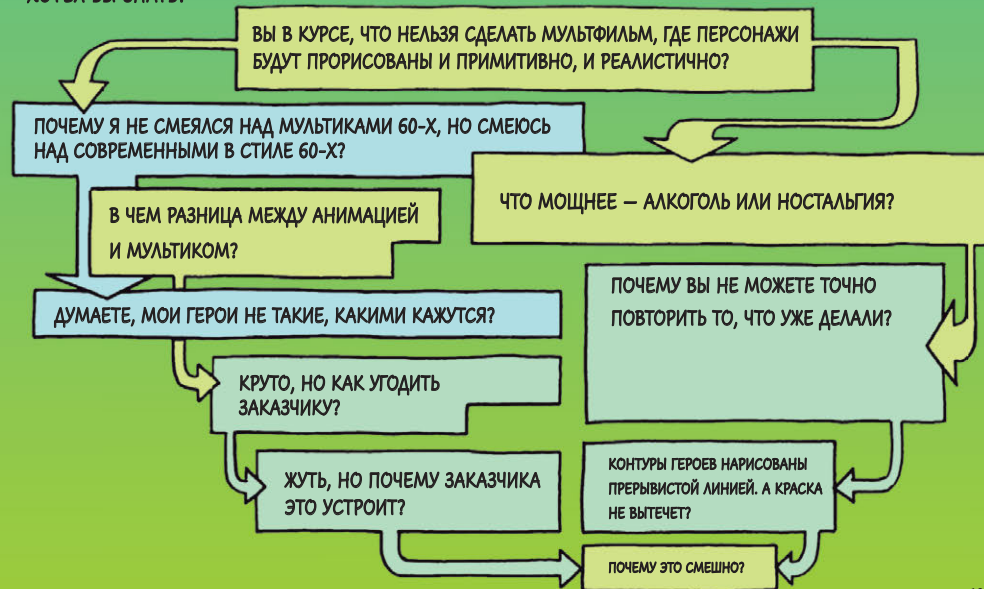 ВЫ В КУРСЕ, ЧТО НЕЛЬЗЯ СДЕЛАТЬ МУЛЬТФИЛЬМ, ГДЕ ПЕРСОНАЖИ
БУДУТ ПРОРИСОВАНЫ И ПРИМИТИВНО, И РЕАЛИСТИЧНО?
ПОЧЕМУ Я НЕ СМЕЯЛСЯ НАД МУЛЬТИКАМИ 60-Х, НО СМЕЮСЬ
НАД СОВРЕМЕННЫМИ В СТИЛЕ 60-Х?
ЧТО МОЩНЕЕ — АЛКОГОЛЬ ИЛИ НОСТАЛЬГИЯ?
В ЧЕМ РАЗНИЦА МЕЖДУ АНИМАЦИЕЙ
И МУЛЬТИКОМ?
ДУМАЕТЕ, МОИ ГЕРОИ НЕ ТАКИЕ, КАКИМИ КАЖУТСЯ?
ПОЧЕМУ ВЫ НЕ МОЖЕТЕ ТОЧНО
ПОВТОРИТЬ ТО, ЧТО УЖЕ ДЕЛАЛИ?
КРУТО, НО КАК УГОДИТЬ
ЗАКАЗЧИКУ?
ЖУТЬ, НО ПОЧЕМУ ЗАКАЗЧИКА
ЭТО УСТРОИТ?
КОНТУРЫ ГЕРОЕВ НАРИСОВАНЫ
ПРЕРЫВИСТОЙ ЛИНИЕЙ. А КРАСКА
НЕ ВЫТЕЧЕТ?
ПОЧЕМУ ЭТО СМЕШНО?